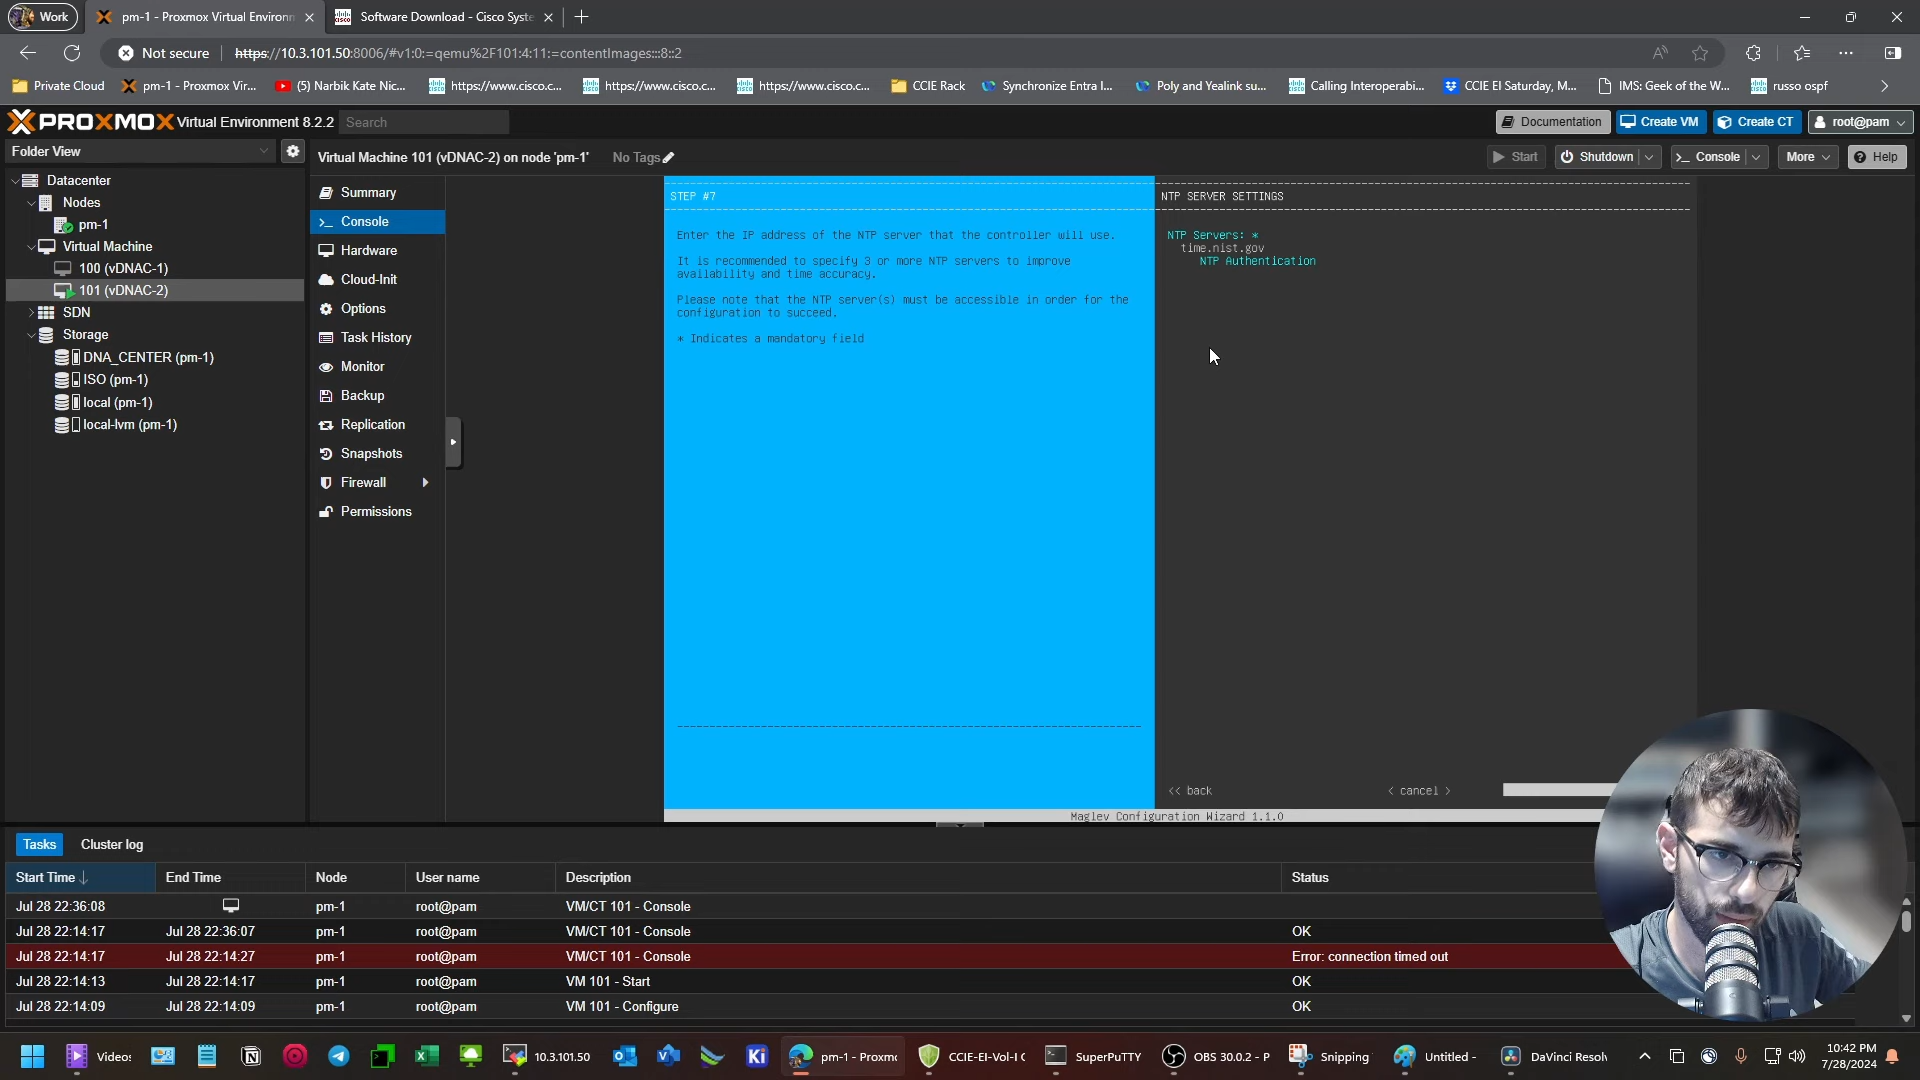 Work
pm-1 - Proxmox Virtual Environn
Software Download - Cisco Syste
Not secure
https://10.3.101.50:8006/#v1:0:=qemu%2F101:4:11:=contentImages:::8::2
Private Cloud
pm-1 - Proxmox Vir...
(5) Narbik Kate Nic...
https://www.cisco.c...
https://www.cisco.c...
https://www.cisco.c...
CCIE Rack
Synchronize Entra I...
Poly and Yealink su...
Calling Interoperabi...
CCIE EI Saturday, M...
IMS: Geek of the W...
russo ospf
PROXMOX Virtual Environment 8.2.2
Search
Documentation
Create VM
Create CT
root@pam
Folder View
Virtual Machine 101 (vDNAC-2) on node 'pm-1'
No Tags
Start
Shutdown
Console
More
Help
Datacenter
Nodes
pm-1
Virtual Machine
100 (vDNAC-1)
101 (vDNAC-2)
SDN
Storage
DNA_CENTER (pm-1)
ISO (pm-1)
local (pm-1)
local-lvm (pm-1)
Summary
Console
Hardware
Cloud-Init
Options
Task History
Monitor
Backup
Replication
Snapshots
Firewall
Permissions
STEP #7
Enter the IP address of the NTP server that the controller will use.
It is recommended to specify 3 or more NTP servers to improve
availability and time accuracy.
Please note that the NTP server(s) must be accessible in order for the
configuration to succeed.
* Indicates a mandatory field
NTP SERVER SETTINGS
NTP Servers: *
time.nist.gov
NTP Authentication
<< back
< cancel >
Maglev Configuration Wizard 1.1.0
Tasks
Cluster log
Start Time
End Time
Node
User name
Description
Status
Jul 28 22:36:08
pm-1
root@pam
VM/CT 101 - Console
Jul 28 22:14:17
Jul 28 22:36:07
pm-1
root@pam
VM/CT 101 - Console
OK
Jul 28 22:14:17
Jul 28 22:14:27
pm-1
root@pam
VM/CT 101 - Console
Error: connection timed out
Jul 28 22:14:13
Jul 28 22:14:17
pm-1
root@pam
VM 101 - Start
OK
Jul 28 22:14:09
Jul 28 22:14:09
pm-1
root@pam
VM 101 - Configure
OK
Videos
10.3.101.50
pm-1 - Proxmo
CCIE-EI-Vol-I C
SuperPuTTY
OBS 30.0.2 - P
Snipping
Untitled -
DaVinci Resolv
10:42 PM
7/28/2024